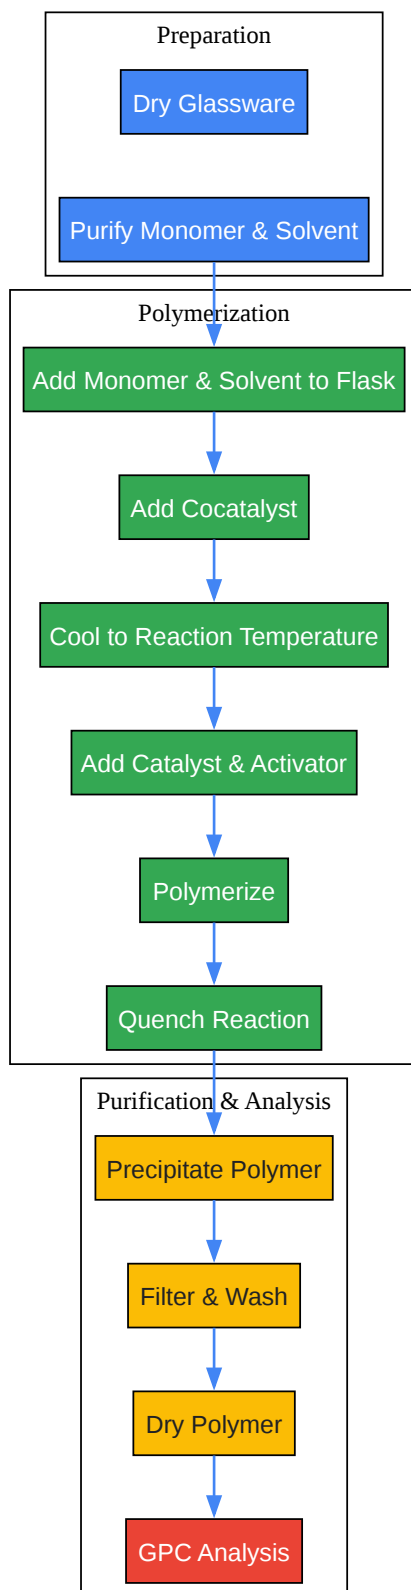 Preparation
Dry Glassware
Purify Monomer & Solvent
Polymerization
Add Monomer & Solvent to Flask
Add Cocatalyst
Cool to Reaction Temperature
Add Catalyst & Activator
Polymerize
Quench Reaction
Purification & Analysis
Precipitate Polymer
Filter & Wash
Dry Polymer
GPC Analysis